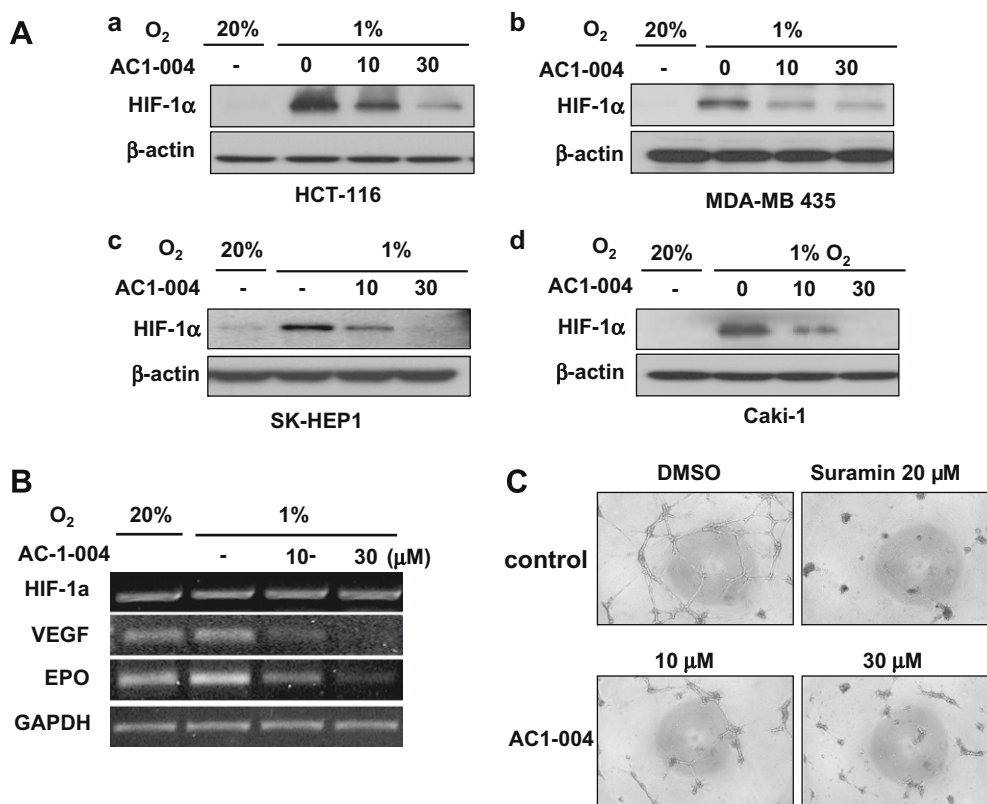 A
a
O2 20% 1%
AC1-004 - 0 10 30
HIF-1α
β-actin
HCT-116
b
O2 20% 1%
AC1-004 - 0 10 30
HIF-1α
β-actin
MDA-MB 435
c
O2 20% 1%
AC1-004 - - 10 30
HIF-1α
β-actin
SK-HEP1
d
O2 20% 1% O2
AC1-004 - 0 10 30
HIF-1α
β-actin
Caki-1
B
O2 20% 1%
AC-1-004 - 10- 30 (μM)
HIF-1a
VEGF
EPO
GAPDH
C
DMSO Suramin 20 μM
control
10 μM 30 μM
AC1-004